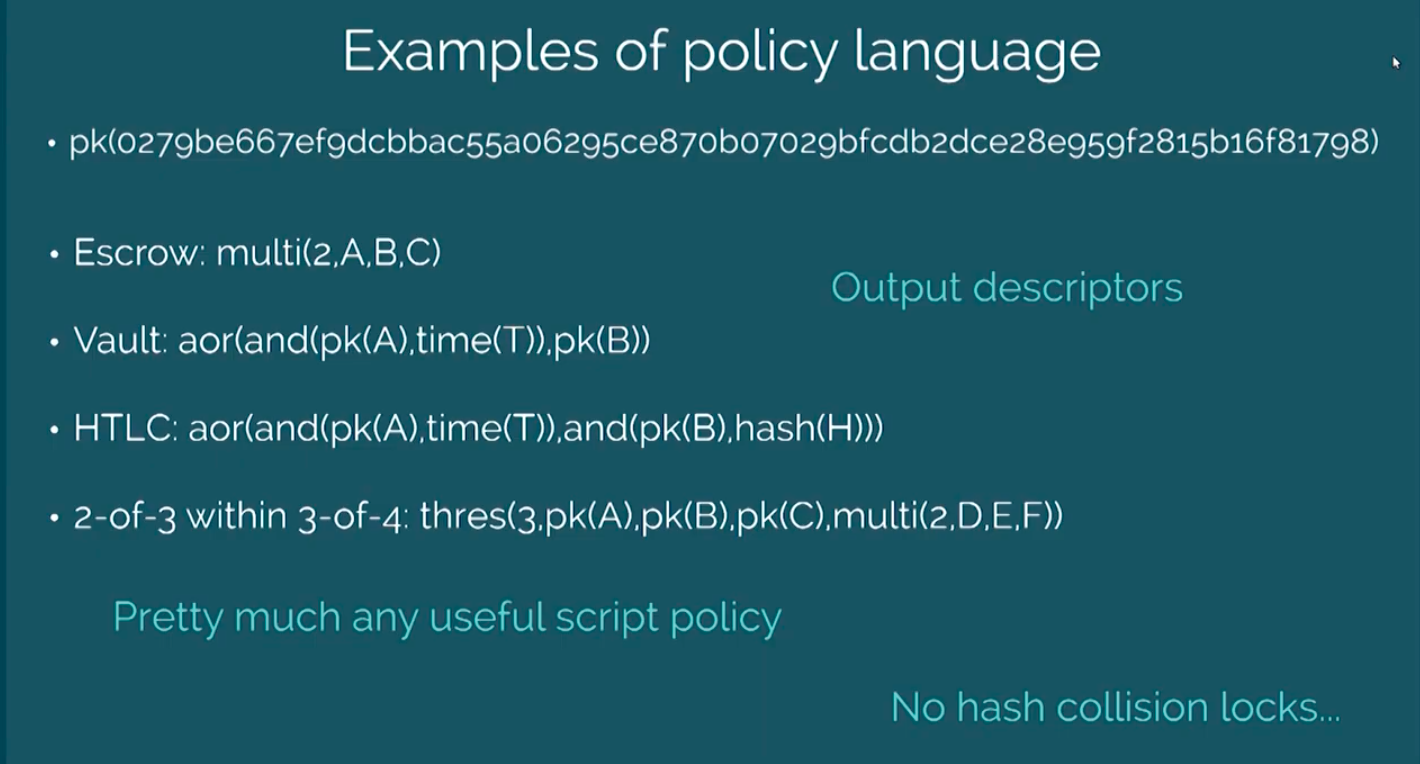 Examples of policy language
• pk(0279be667ef9dcbbac55a06295ce870b07029bfcdb2dce28e959f2815b16f81798)
• Escrow: multi(2,A,B,C)
Output descriptors
• Vault: aor(and(pk(A),time(T)),pk(B))
• HTLC: aor(and(pk(A),time(T)),and(pk(B),hash(H)))
• 2-of-3 within 3-of-4: thres(3,pk(A),pk(B),pk(C),multi(2,D,E,F))
Pretty much any useful script policy
No hash collision locks...